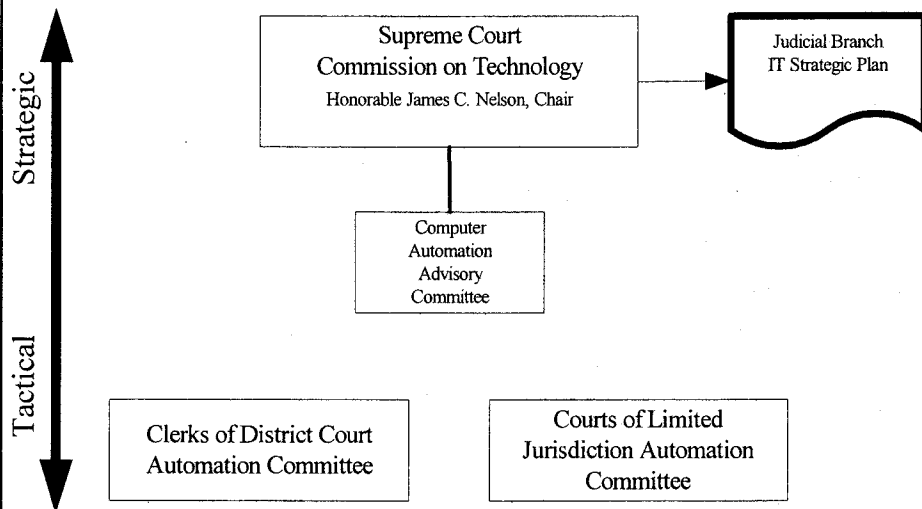 Strategic
Tactical
Supreme Court
Commission on Technology
Honorable James C. Nelson, Chair
Judicial Branch
IT Strategic Plan
Computer
Automation
Advisory
Committee
Clerks of District Court
Automation Committee
Courts of Limited
Jurisdiction Automation
Committee